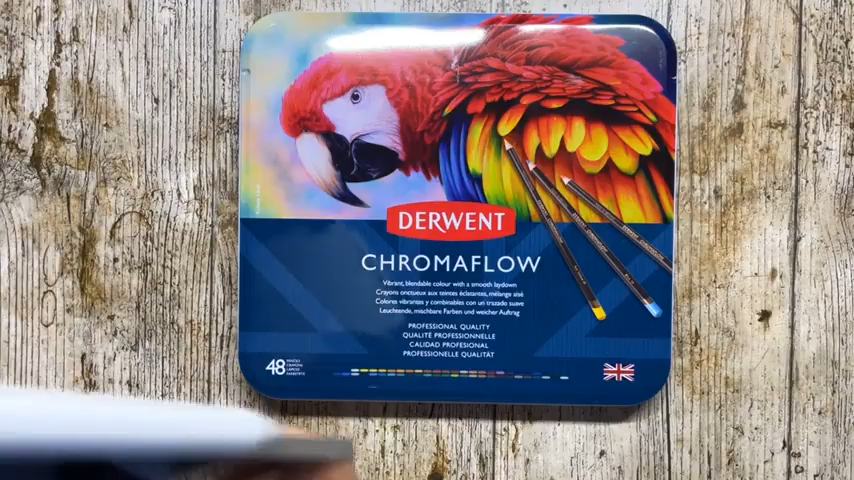 DERWENT
CHROMAFLOW
Vibrant, blendable colour with a smooth laydown
Crayons onctueux aux teintes éclatantes, mélange aisé
Colores vibrantes y combinables con un trazado suave
Leuchtende, mischbare Farben und weicher Auftrag
PROFESSIONAL QUALITY
QUALITÉ PROFESSIONNELLE
CALIDAD PROFESIONAL
PROFESSIONELLE QUALITÄT
48